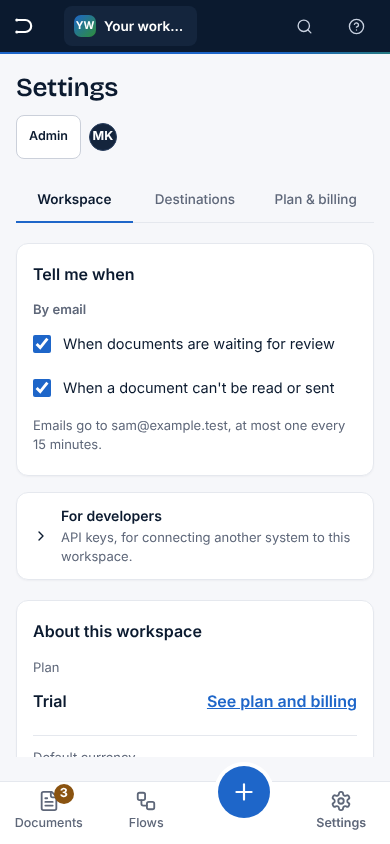 YW Your work...
Settings
Admin MK
Workspace Destinations Plan & billing
Tell me when
By email
When documents are waiting for review
When a document can't be read or sent
Emails go to sam@example.test, at most one every
15 minutes.
For developers
API keys, for connecting another system to this
workspace.
About this workspace
Plan
Trial See plan and billing
Default currency
3
Documents Flows Settings